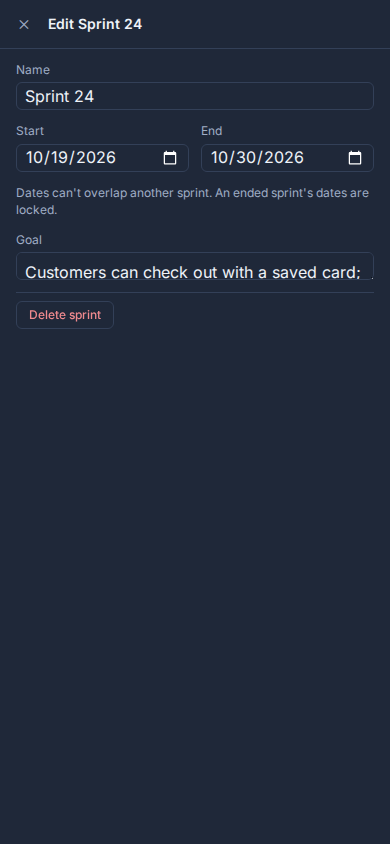 Edit Sprint 24
Name
Sprint 24
Start
End
10/19/2026
10/30/2026
Dates can't overlap another sprint. An ended sprint's dates are
locked.
Goal
Customers can check out with a saved card;
Delete sprint